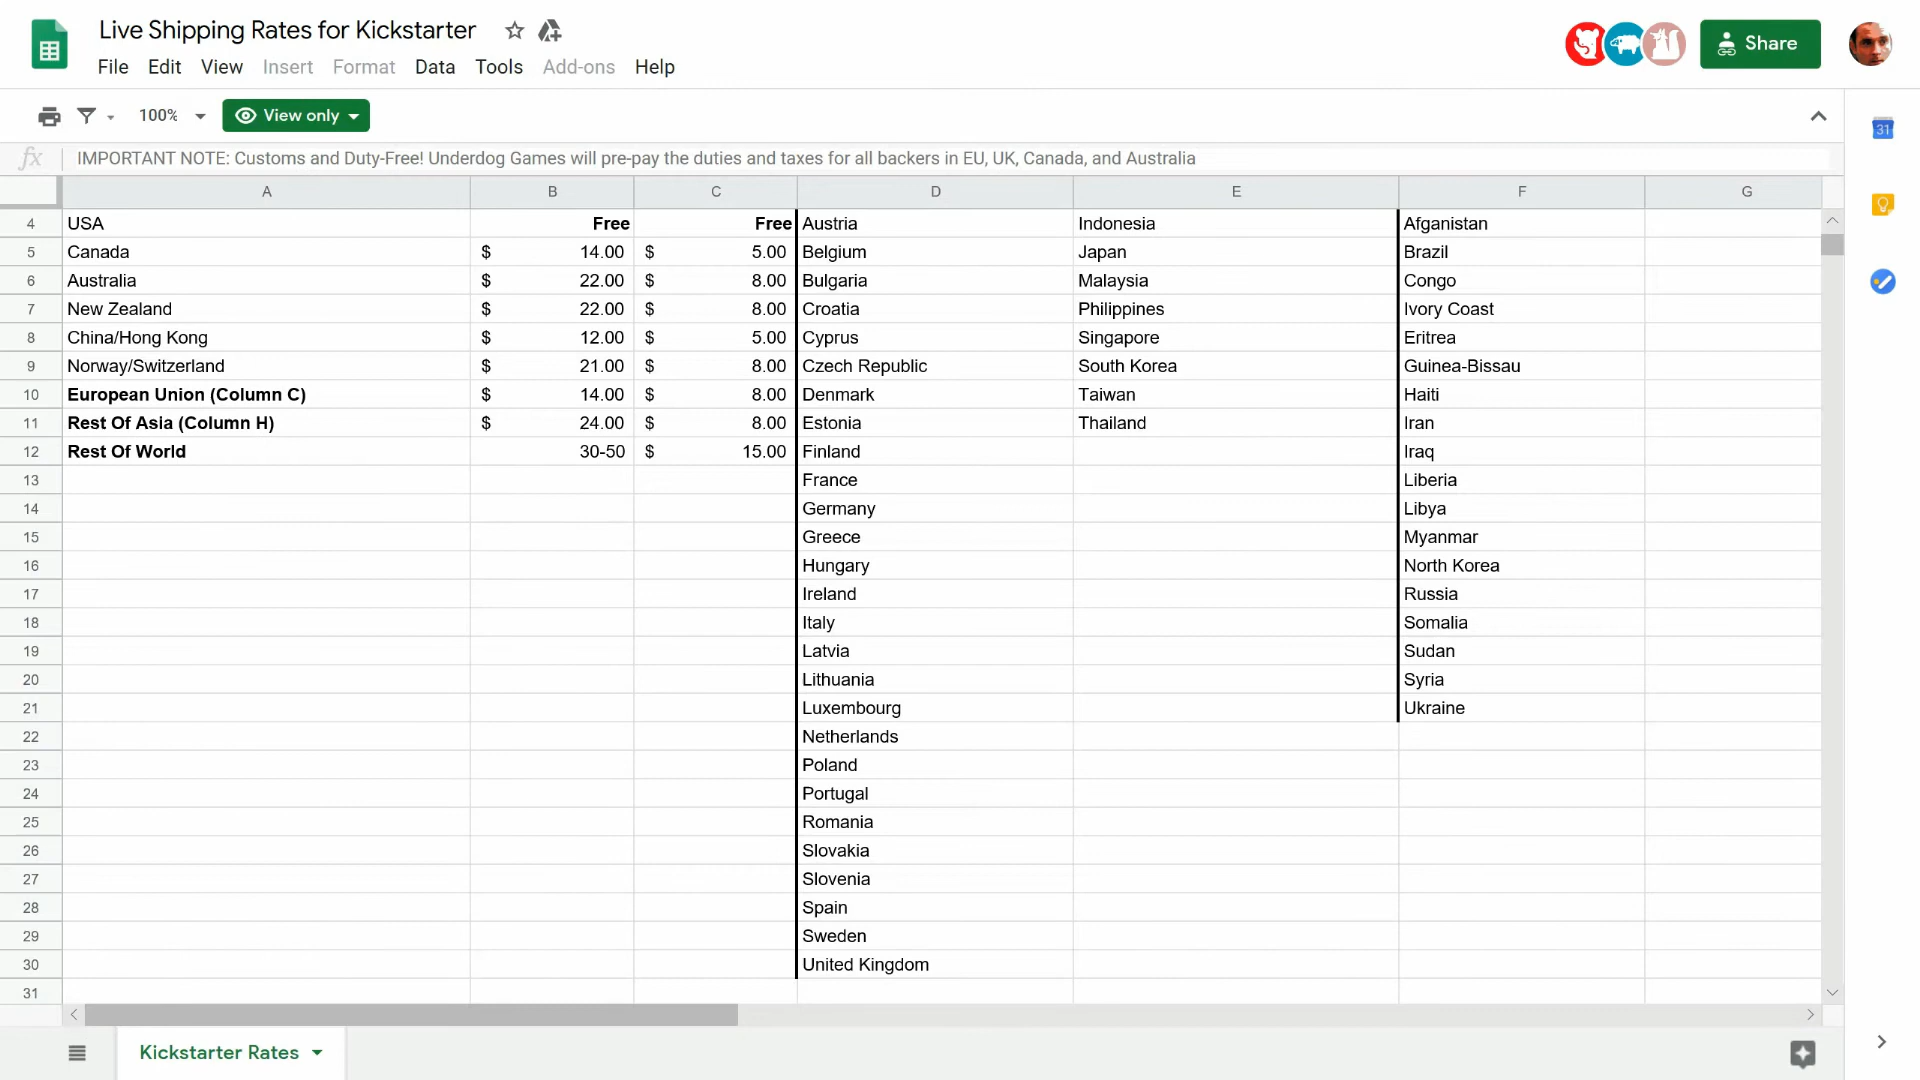 Live Shipping Rates for Kickstarter
File Edit View Insert Format Data Tools Add-ons Help
Share
100% View only
31
fx IMPORTANT NOTE: Customs and Duty-Free! Underdog Games will pre-pay the duties and taxes for all backers in EU, UK, Canada, and Australia
A B C D E F G
4 USA Free Free Austria Indonesia Afganistan
5 Canada $ 14.00 $ 5.00 Belgium Japan Brazil
6 Australia $ 22.00 $ 8.00 Bulgaria Malaysia Congo
7 New Zealand $ 22.00 $ 8.00 Croatia Philippines Ivory Coast
8 China/Hong Kong $ 12.00 $ 5.00 Cyprus Singapore Eritrea
9 Norway/Switzerland $ 21.00 $ 8.00 Czech Republic South Korea Guinea-Bissau
10 European Union (Column C) $ 14.00 $ 8.00 Denmark Taiwan Haiti
11 Rest Of Asia (Column H) $ 24.00 $ 8.00 Estonia Thailand Iran
12 Rest Of World 30-50 $ 15.00 Finland Iraq
13 France Liberia
14 Germany Libya
15 Greece Myanmar
16 Hungary North Korea
17 Ireland Russia
18 Italy Somalia
19 Latvia Sudan
20 Lithuania Syria
21 Luxembourg Ukraine
22 Netherlands
23 Poland
24 Portugal
25 Romania
26 Slovakia
27 Slovenia
28 Spain
29 Sweden
30 United Kingdom
31
Kickstarter Rates